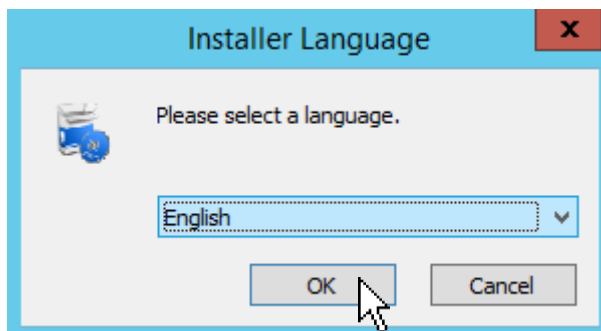 Installer Language
x
Please select a language.
English
OK
Cancel